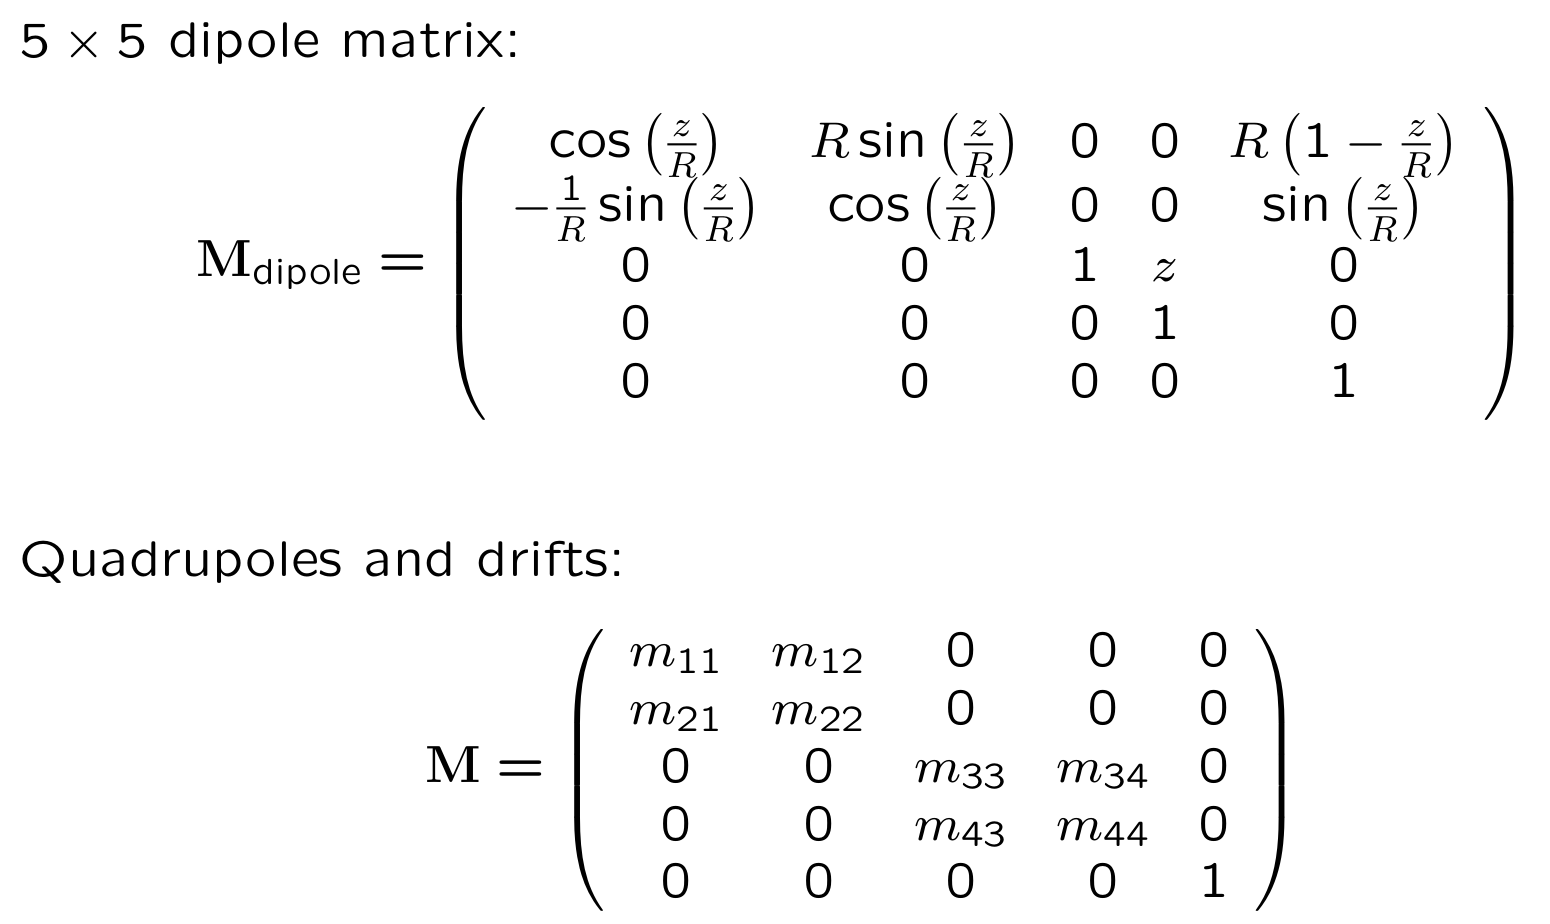 5 × 5 dipole matrix:
cos(z/R) R sin(z/R) 0 0 R(1 − z/R)
−1/R sin(z/R) cos(z/R) 0 0 sin(z/R)
M_dipole = 0 0 1 z 0
0 0 0 1 0
0 0 0 0 1
Quadrupoles and drifts:
m₁₁ m₁₂ 0 0 0
m₂₁ m₂₂ 0 0 0
M = 0 0 m₃₃ m₃₄ 0
0 0 m₄₃ m₄₄ 0
0 0 0 0 1